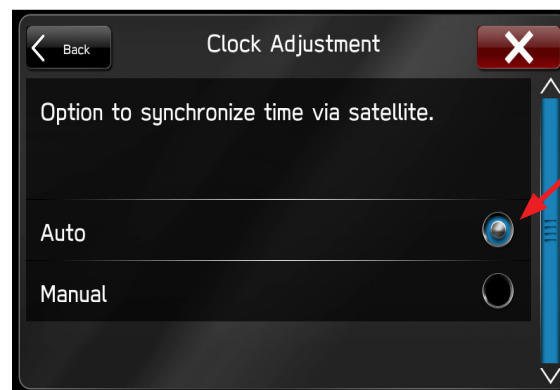 Back
Clock Adjustment
Option to synchronize time via satellite.
Auto
Manual